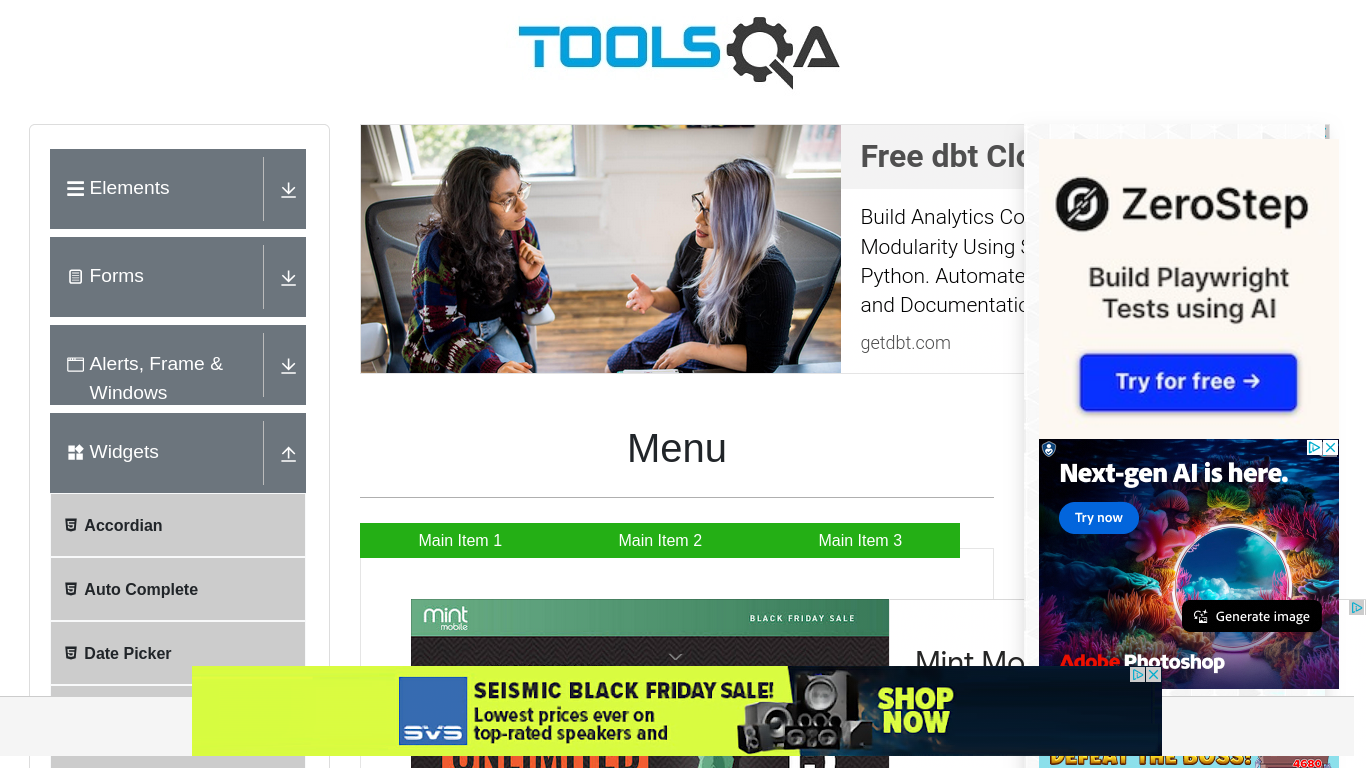 TOOLSQA
Elements
Forms
Alerts, Frame &
Windows
Widgets
Accordian
Auto Complete
Date Picker
Free dbt Clo
Build Analytics Co
Modularity Using
Python. Automate
and Documentatio
getdbt.com
ZeroStep
Build Playwright
Tests using AI
Try for free →
Menu
Main Item 1
Main Item 2
Main Item 3
Next-gen AI is here.
Try now
Generate image
Adobe Photoshop
mint
mobile
BLACK FRIDAY SALE
Mint Mo
SVS
SEISMIC BLACK FRIDAY SALE!
Lowest prices ever on
top-rated speakers and
SHOP
NOW
UNLIMITED
DEFEAT THE BOSS!
4680